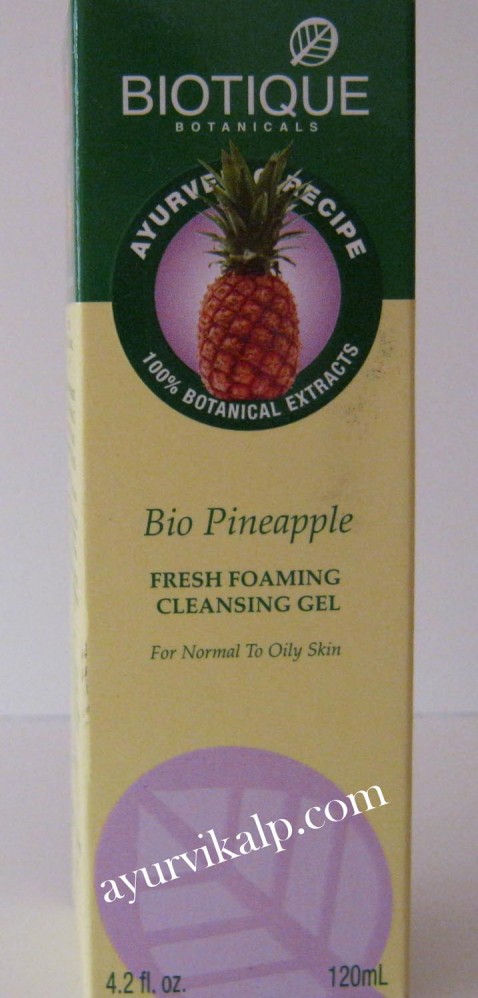 BIOTIQUE
BOTANICALS
AYURVEDIC RECIPE
100% BOTANICAL EXTRACTS
Bio Pineapple
FRESH FOAMING
CLEANSING GEL
For Normal To Oily Skin
ayurvikalp.com
4.2 fl. oz. 120mL